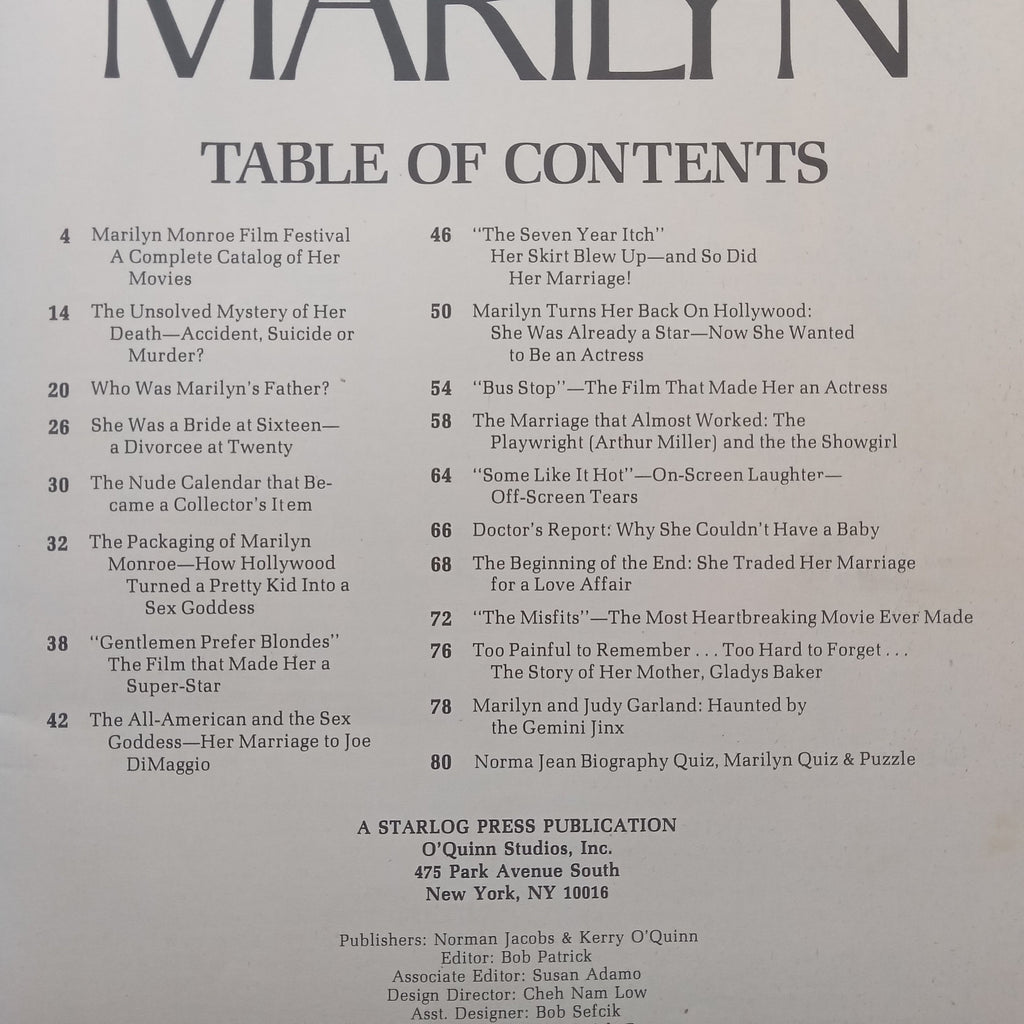 MARILYN
TABLE OF CONTENTS
4 Marilyn Monroe Film Festival
A Complete Catalog of Her
Movies
14 The Unsolved Mystery of Her
Death—Accident, Suicide or
Murder?
20 Who Was Marilyn's Father?
26 She Was a Bride at Sixteen—
a Divorcee at Twenty
30 The Nude Calendar that Be-
came a Collector's Item
32 The Packaging of Marilyn
Monroe—How Hollywood
Turned a Pretty Kid Into a
Sex Goddess
38 "Gentlemen Prefer Blondes"
The Film that Made Her a
Super-Star
42 The All-American and the Sex
Goddess—Her Marriage to Joe
DiMaggio
46 "The Seven Year Itch"
Her Skirt Blew Up—and So Did
Her Marriage!
50 Marilyn Turns Her Back On Hollywood:
She Was Already a Star—Now She Wanted
to Be an Actress
54 "Bus Stop"—The Film That Made Her an Actress
58 The Marriage that Almost Worked: The
Playwright (Arthur Miller) and the the Showgirl
64 "Some Like It Hot"—On-Screen Laughter—
Off-Screen Tears
66 Doctor's Report: Why She Couldn't Have a Baby
68 The Beginning of the End: She Traded Her Marriage
for a Love Affair
72 "The Misfits"—The Most Heartbreaking Movie Ever Made
76 Too Painful to Remember . . . Too Hard to Forget . . .
The Story of Her Mother, Gladys Baker
78 Marilyn and Judy Garland: Haunted by
the Gemini Jinx
80 Norma Jean Biography Quiz, Marilyn Quiz & Puzzle
A STARLOG PRESS PUBLICATION
O'Quinn Studios, Inc.
475 Park Avenue South
New York, NY 10016
Publishers: Norman Jacobs & Kerry O'Quinn
Editor: Bob Patrick
Associate Editor: Susan Adamo
Design Director: Cheh Nam Low
Asst. Designer: Bob Sefcik